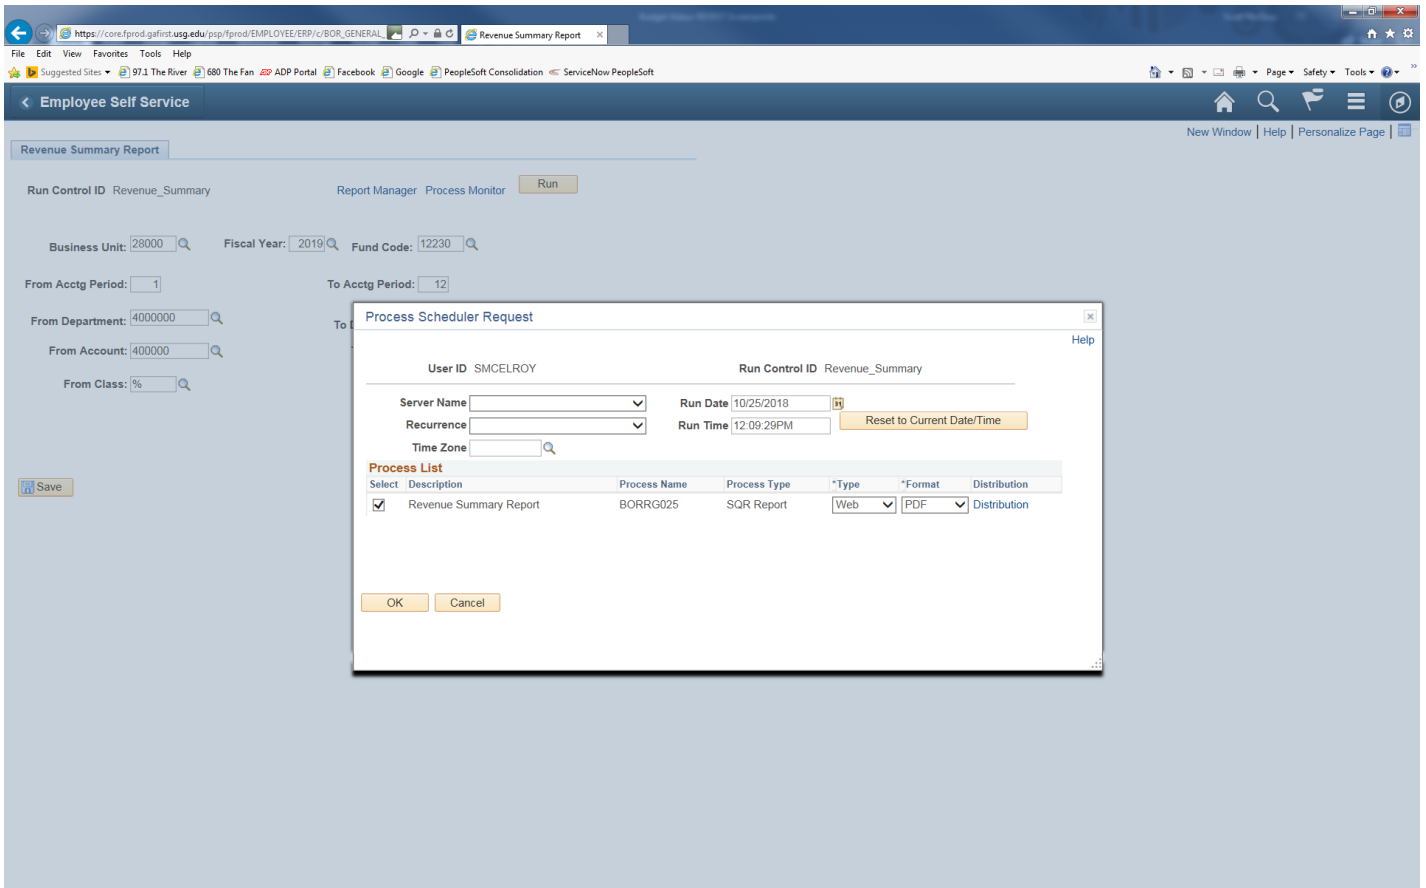 https://core.fprod.gafirst.usg.edu/psp/fprod/EMPLOYEE/ERP/c/BOR_GENERAL_
Revenue Summary Report
File Edit View Favorites Tools Help
Suggested Sites 97.1 The River 680 The Fan ADP Portal Facebook Google PeopleSoft Consolidation ServiceNow PeopleSoft
Page Safety Tools
Employee Self Service
New Window | Help | Personalize Page |
Revenue Summary Report
Run Control ID Revenue_Summary Report Manager Process Monitor Run
Business Unit: 28000 Fiscal Year: 2019 Fund Code: 12230
From Acctg Period: 1 To Acctg Period: 12
From Department: 4000000 To D
From Account: 400000
From Class: %
Save
Process Scheduler Request
Help
User ID SMCELROY Run Control ID Revenue_Summary
Server Name Run Date 10/25/2018
Recurrence Run Time 12:09:29PM Reset to Current Date/Time
Time Zone
Process List
Select Description Process Name Process Type *Type *Format Distribution
Revenue Summary Report BORRG025 SQR Report Web PDF Distribution
OK Cancel